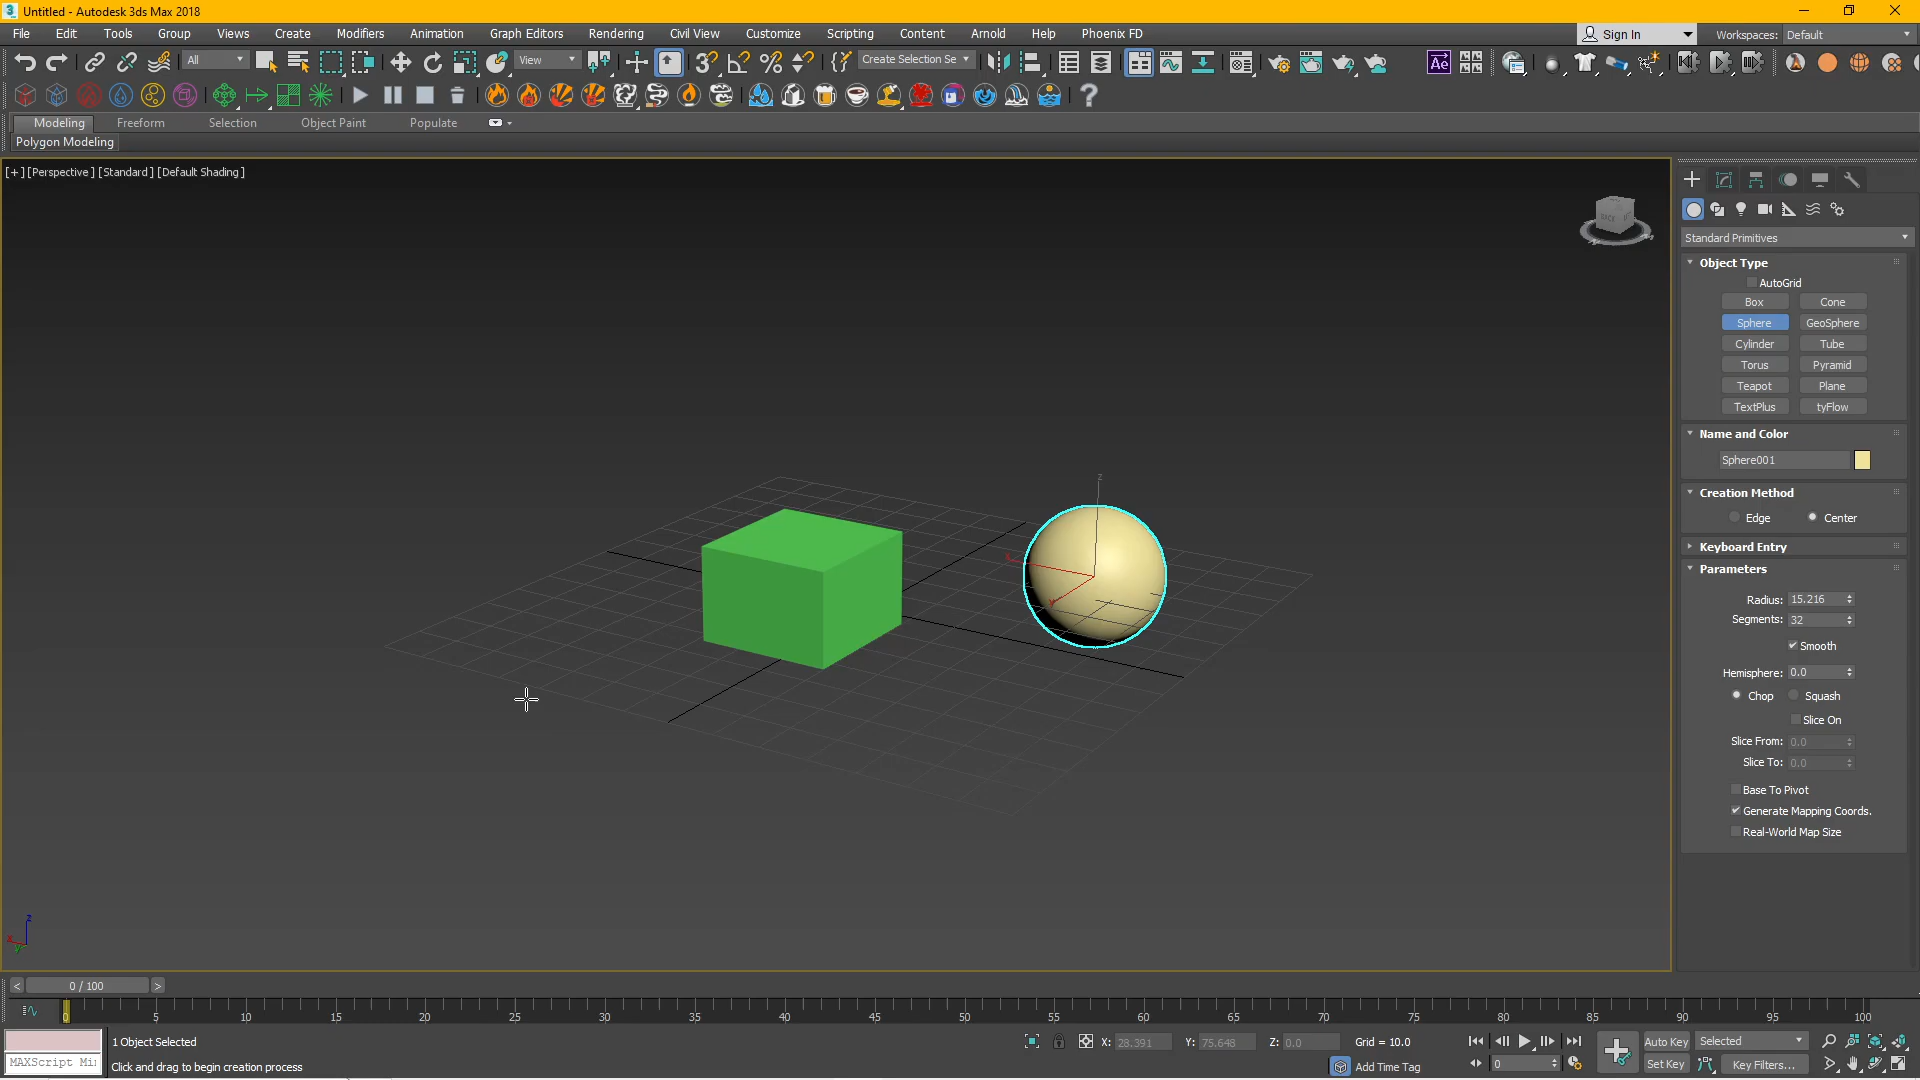 Untitled - Autodesk 3ds Max 2018
File Edit Tools Group Views Create Modifiers Animation Graph Editors Rendering Civil View Customize Scripting Content Arnold Help Phoenix FD Sign In Workspaces: Default
All View Create Selection Se Ae
Modeling Freeform Selection Object Paint Populate
Polygon Modeling
[+] [Perspective] [Standard] [Default Shading]
Standard Primitives
Object Type
AutoGrid
Box Cone
Sphere GeoSphere
Cylinder Tube
Torus Pyramid
Teapot Plane
TextPlus tyFlow
Name and Color
Sphere001
Creation Method
Edge Center
Keyboard Entry
Parameters
Radius: 15.216
Segments: 32
Smooth
Hemisphere: 0.0
Chop Squash
Slice On
Slice From: 0.0
Slice To: 0.0
Base To Pivot
Generate Mapping Coords.
Real-World Map Size
z
x
y
z
x
y
< 0 / 100 >
0 5 10 15 20 25 30 35 40 45 50 55 60 65 70 75 80 85 90 95 100
1 Object Selected X: 28.391 Y: 75.648 Z: 0.0 Grid = 10.0 Auto Key Selected
MAXScript Mi Click and drag to begin creation process Add Time Tag 0 Set Key Key Filters...